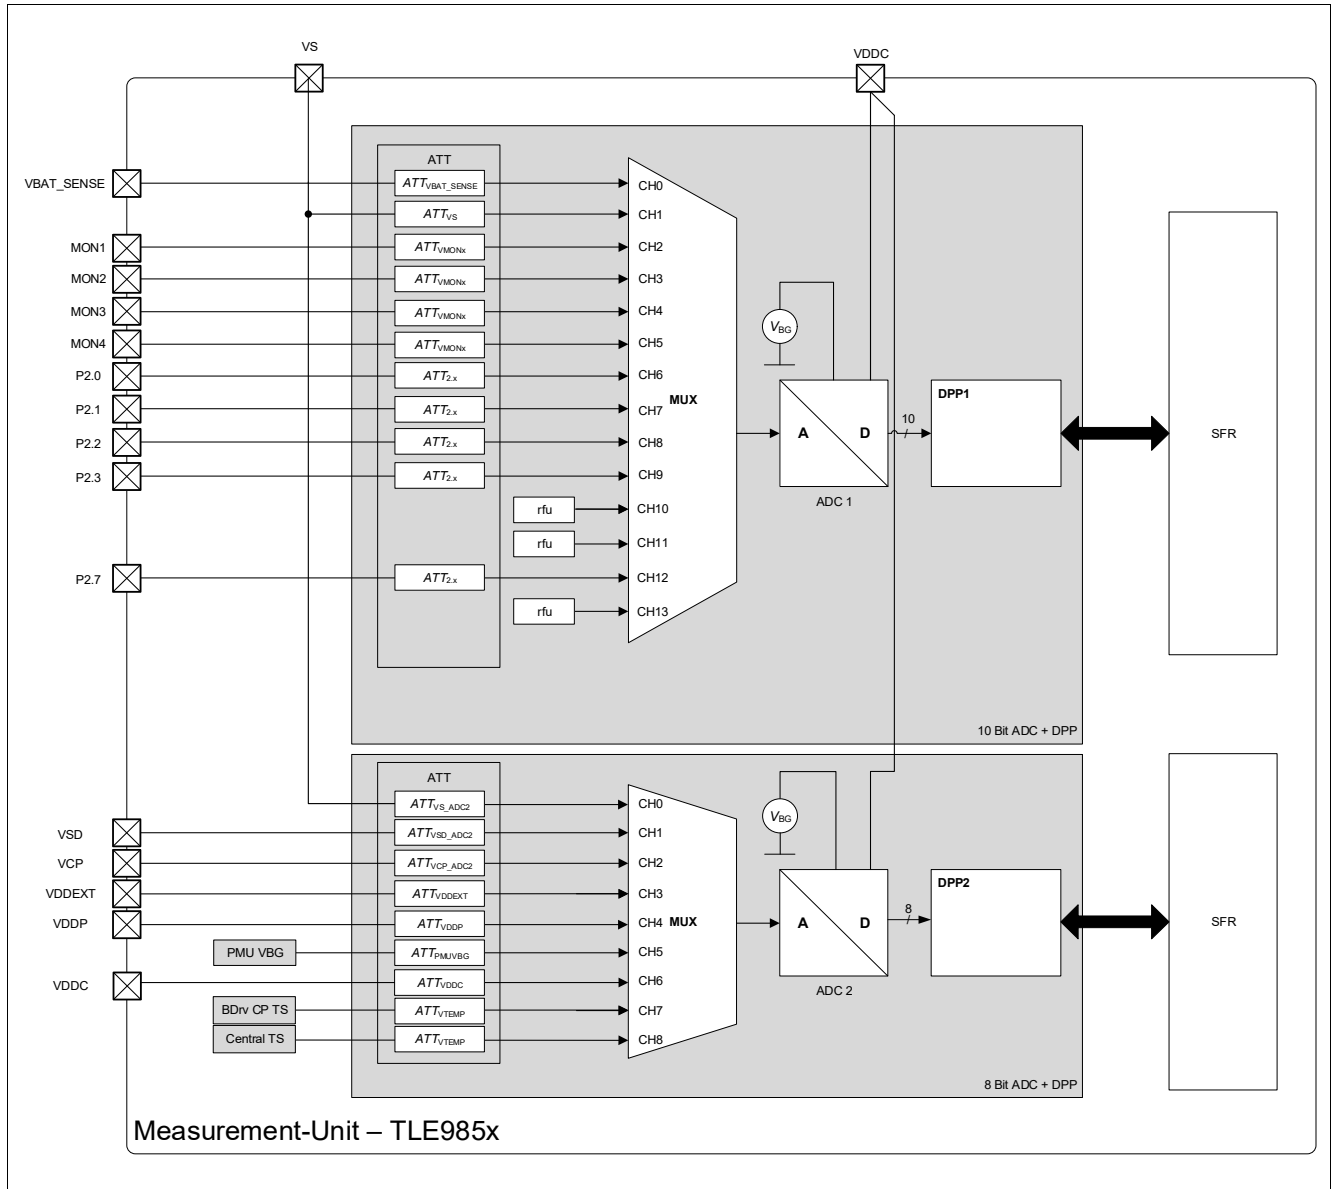 VS
VDDC
ATT
VBAT_SENSE
ATTVBAT_SENSE
CH0
ATTVS
CH1
MON1
ATTVMONx
CH2
MON2
ATTVMONx
CH3
MON3
ATTVMONx
CH4
VBG
MON4
ATTVMONx
CH5
P2.0
ATT2.x
CH6
MUX
DPP1
P2.1
ATT2.x
CH7
10
A
D
SFR
P2.2
ATT2.x
CH8
P2.3
ATT2.x
CH9
ADC 1
rfu
CH10
rfu
CH11
P2.7
ATT2.x
CH12
rfu
CH13
10 Bit ADC + DPP
ATT
ATTVS_ADC2
CH0
VBG
VSD
ATTVSD_ADC2
CH1
VCP
ATTVCP_ADC2
CH2
DPP2
VDDEXT
ATTVDDEXT
CH3
8
VDDP
ATTVDDP
CH4
MUX
A
D
SFR
PMU VBG
ATTPMUVBG
CH5
VDDC
ATTVDDC
CH6
ADC 2
BDrv CP TS
ATTVTEMP
CH7
Central TS
ATTVTEMP
CH8
8 Bit ADC + DPP
Measurement-Unit – TLE985x